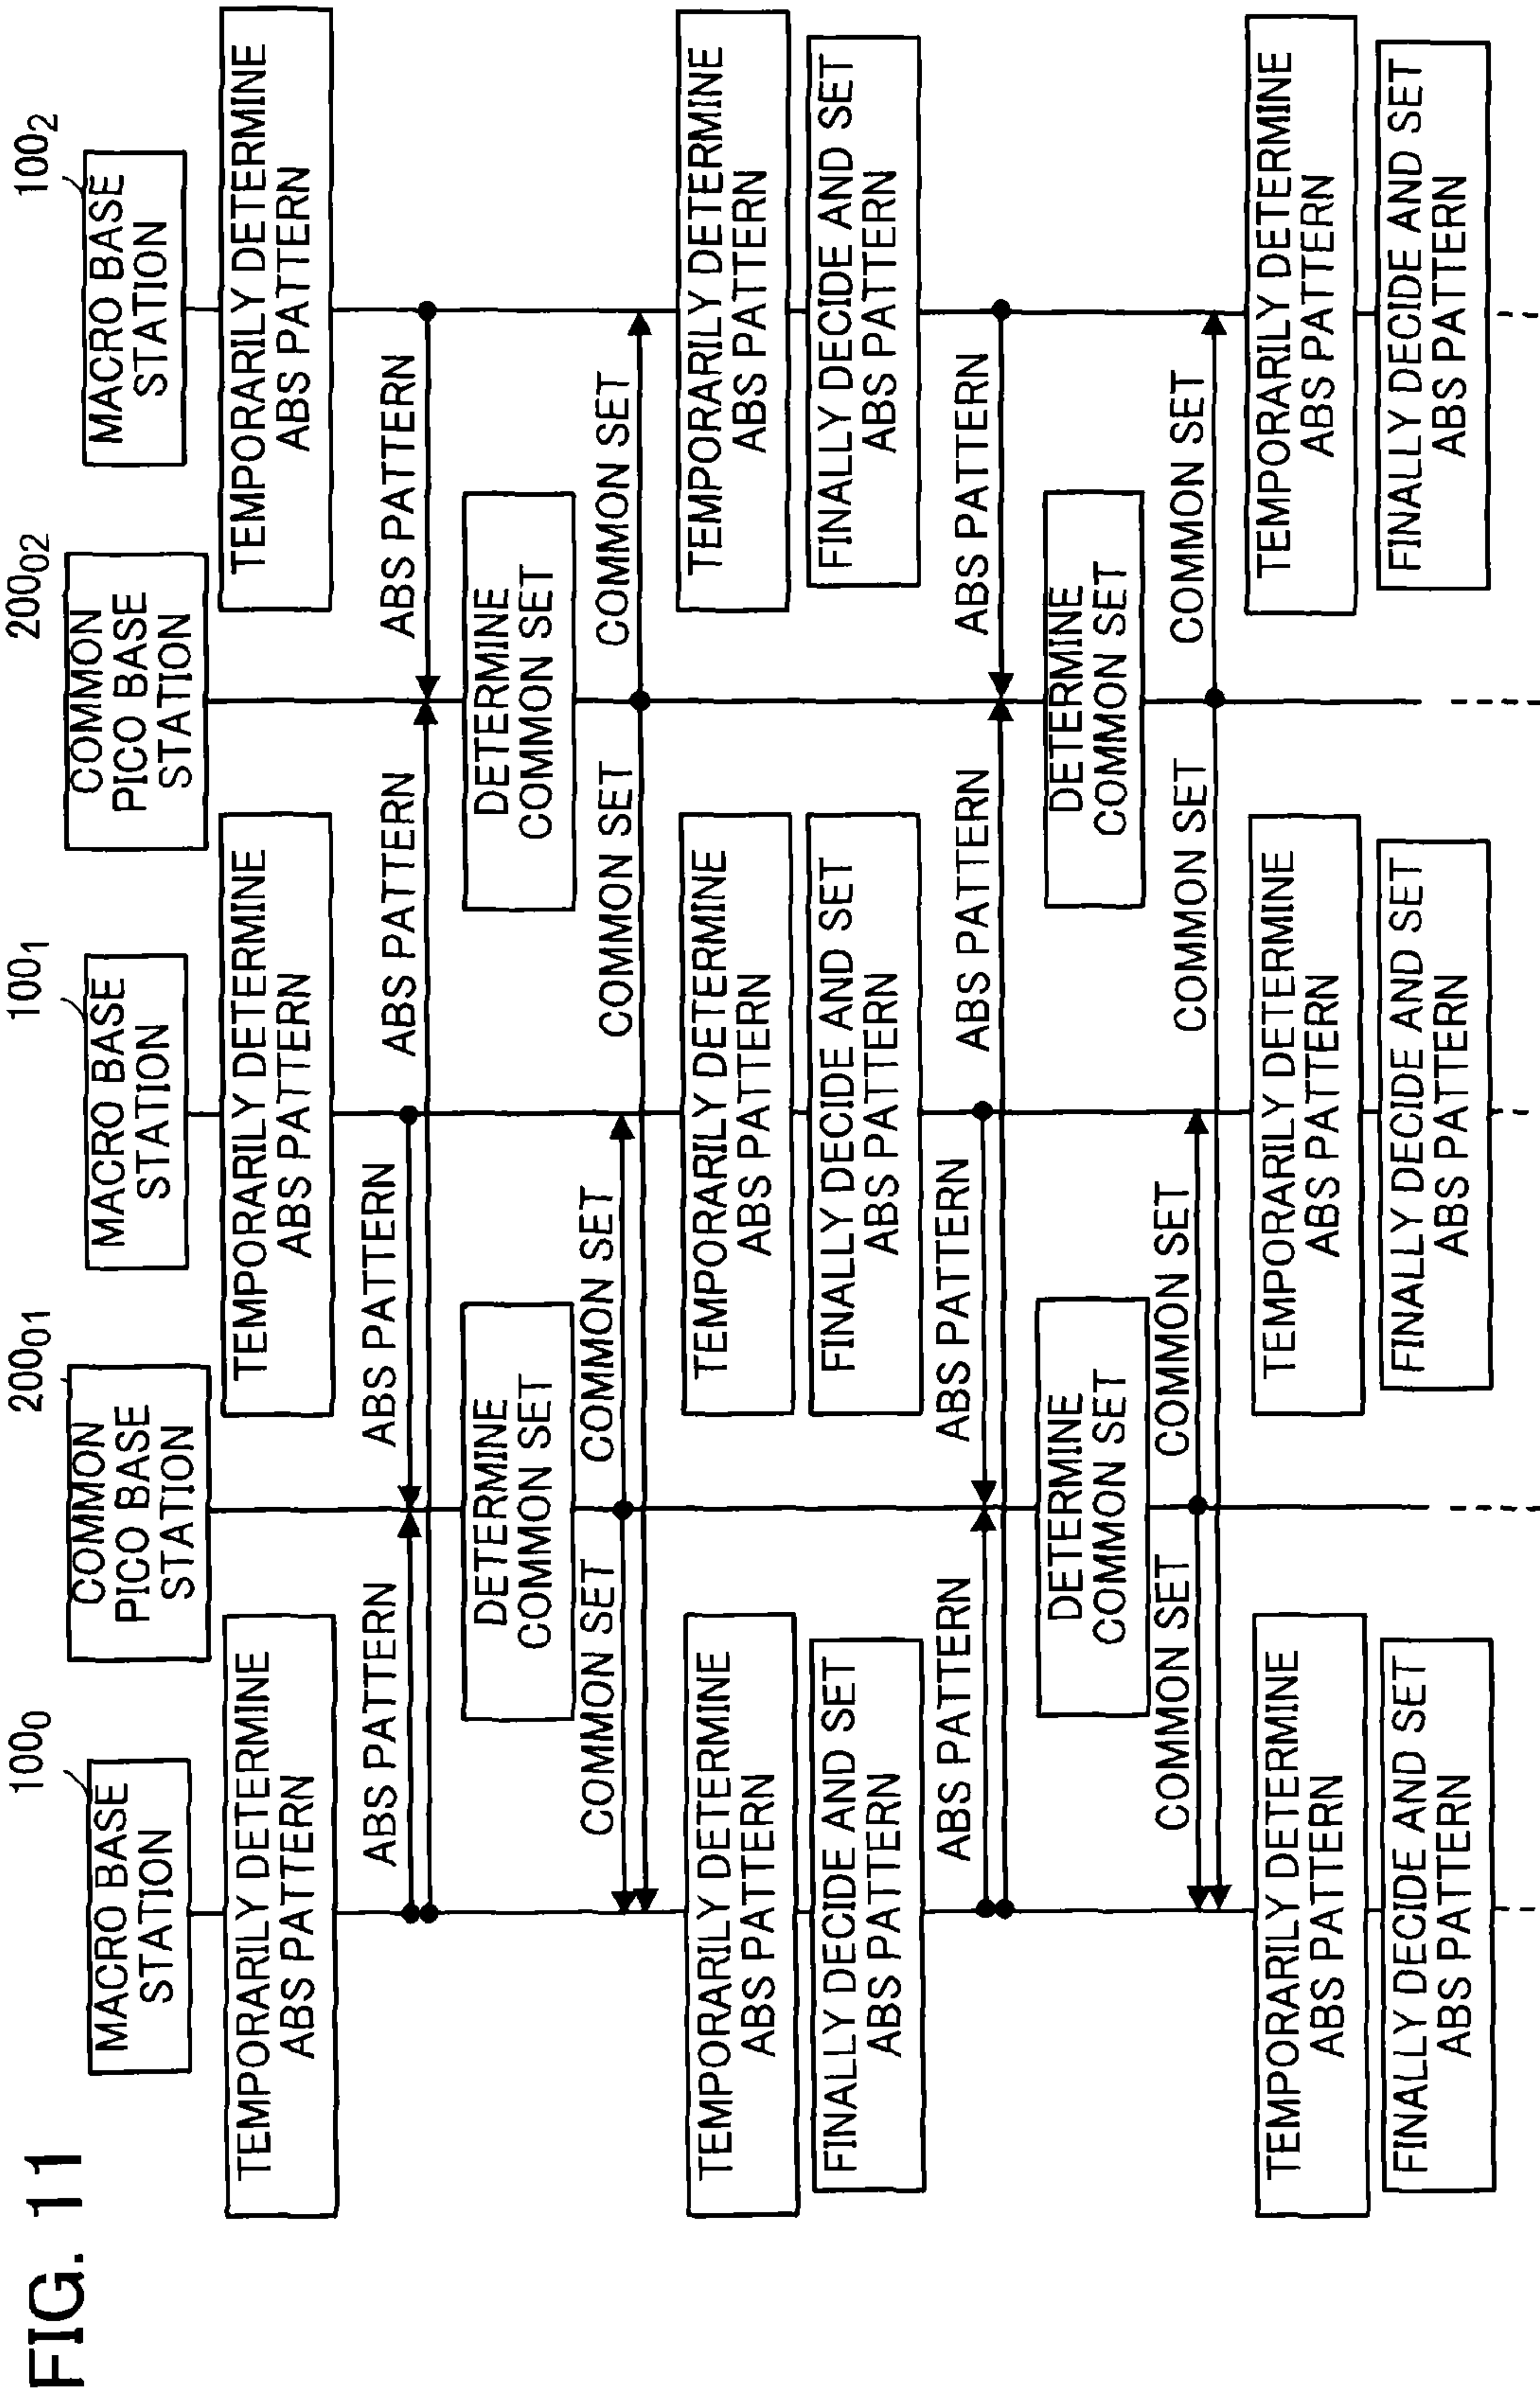 FIG. 11
100₀
MACRO BASE
STATION
200₀₁
COMMON
PICO BASE
STATION
100₁
MACRO BASE
STATION
200₀₂
COMMON
PICO BASE
STATION
100₂
MACRO BASE
STATION
TEMPORARILY DETERMINE
ABS PATTERN
TEMPORARILY DETERMINE
ABS PATTERN
TEMPORARILY DETERMINE
ABS PATTERN
ABS PATTERN
ABS PATTERN
ABS PATTERN
ABS PATTERN
DETERMINE
COMMON SET
DETERMINE
COMMON SET
COMMON SET
COMMON SET
COMMON SET
COMMON SET
TEMPORARILY DETERMINE
ABS PATTERN
TEMPORARILY DETERMINE
ABS PATTERN
TEMPORARILY DETERMINE
ABS PATTERN
FINALLY DECIDE AND SET
ABS PATTERN
FINALLY DECIDE AND SET
ABS PATTERN
FINALLY DECIDE AND SET
ABS PATTERN
ABS PATTERN
ABS PATTERN
ABS PATTERN
ABS PATTERN
DETERMINE
COMMON SET
DETERMINE
COMMON SET
COMMON SET
COMMON SET
COMMON SET
COMMON SET
TEMPORARILY DETERMINE
ABS PATTERN
TEMPORARILY DETERMINE
ABS PATTERN
TEMPORARILY DETERMINE
ABS PATTERN
FINALLY DECIDE AND SET
ABS PATTERN
FINALLY DECIDE AND SET
ABS PATTERN
FINALLY DECIDE AND SET
ABS PATTERN